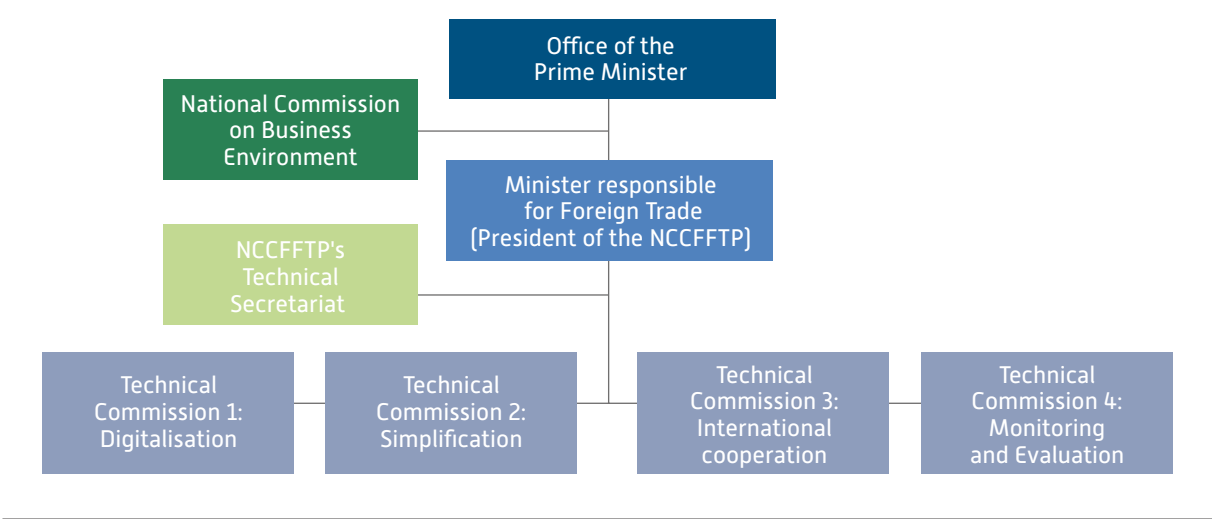 Office of the
Prime Minister
National Commission
on Business
Environment
Minister responsible
for Foreign Trade
(President of the NCCFFTP)
NCCFFTP's
Technical
Secretariat
Technical
Commission 1:
Digitalisation
Technical
Commission 2:
Simplification
Technical
Commission 3:
International
cooperation
Technical
Commission 4:
Monitoring
and Evaluation